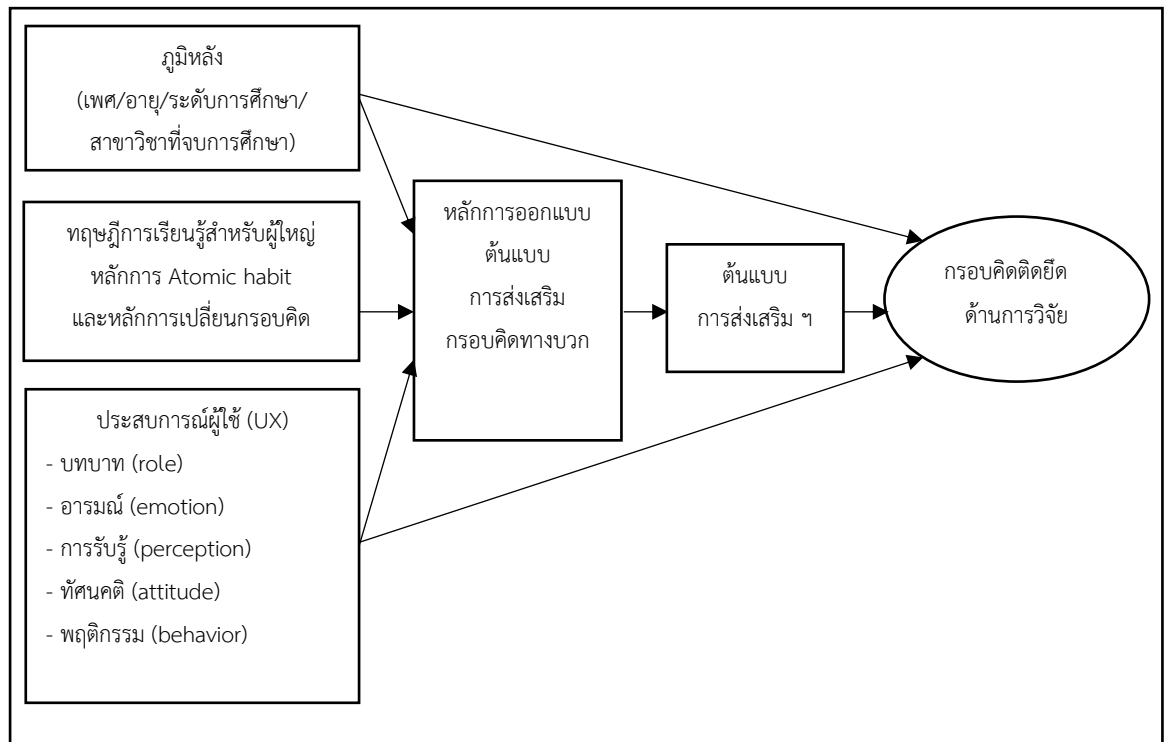 ภูมิหลัง
(เพศ/อายุ/ระดับการศึกษา/
สาขาวิชาที่จบการศึกษา)
ทฤษฎีการเรียนรู้สำหรับผู้ใหญ่
หลักการ Atomic habit
และหลักการเปลี่ยนกรอบคิด
ประสบการณ์ผู้ใช้ (UX)
- บทบาท (role)
- อารมณ์ (emotion)
- การรับรู้ (perception)
- ทัศนคติ (attitude)
- พฤติกรรม (behavior)
หลักการออกแบบ
ต้นแบบ
การส่งเสริม
กรอบคิดทางบวก
ต้นแบบ
การส่งเสริม ฯ
กรอบคิดติดยึด
ด้านการวิจัย